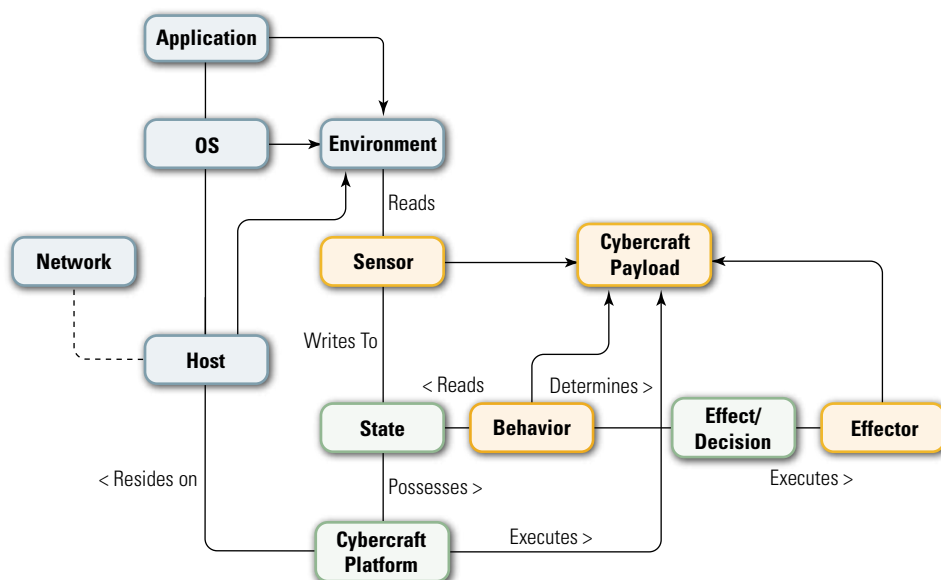 Application
OS
Environment
Reads
Network
Sensor
Cybercraft
Payload
Writes To
Host
< Reads
Determines >
State
Behavior
Effect/
Decision
Effector
< Resides on
Possesses >
Executes >
Cybercraft
Platform
Executes >